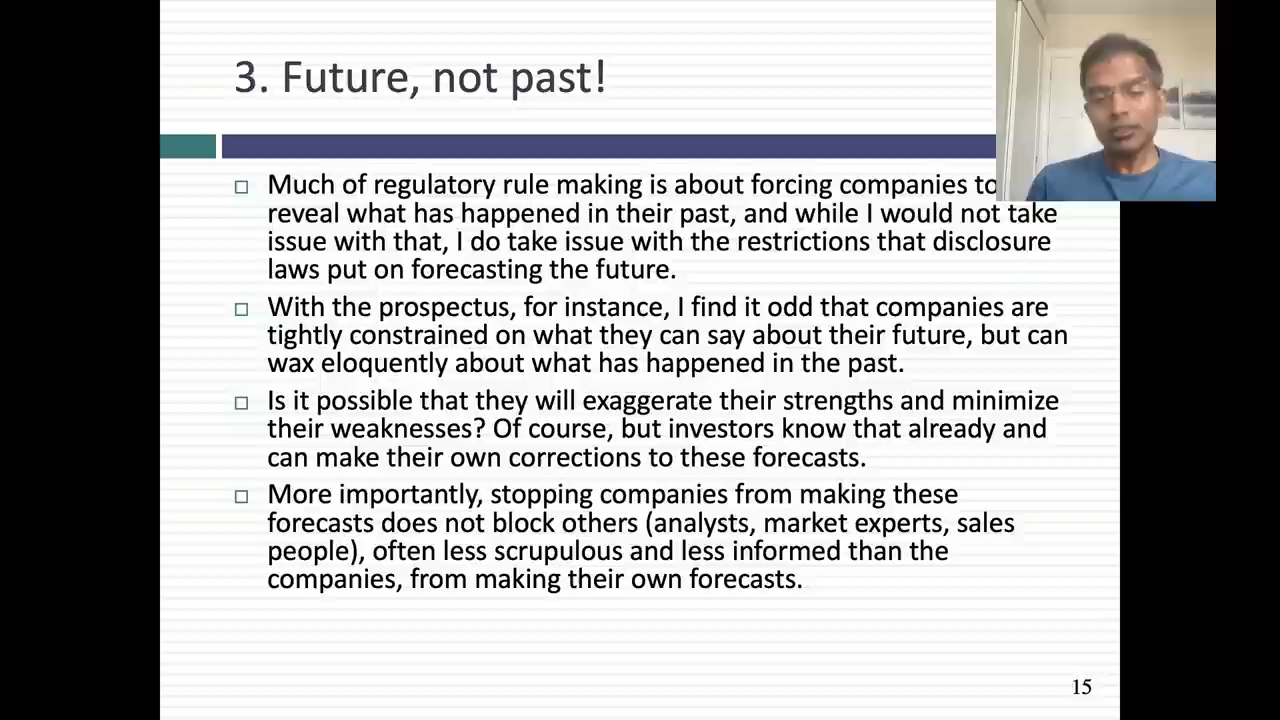 3. Future, not past!
Much of regulatory rule making is about forcing companies to
reveal what has happened in their past, and while I would not take
issue with that, I do take issue with the restrictions that disclosure
laws put on forecasting the future.
With the prospectus, for instance, I find it odd that companies are
tightly constrained on what they can say about their future, but can
wax eloquently about what has happened in the past.
Is it possible that they will exaggerate their strengths and minimize
their weaknesses? Of course, but investors know that already and
can make their own corrections to these forecasts.
More importantly, stopping companies from making these
forecasts does not block others (analysts, market experts, sales
people), often less scrupulous and less informed than the
companies, from making their own forecasts.
15